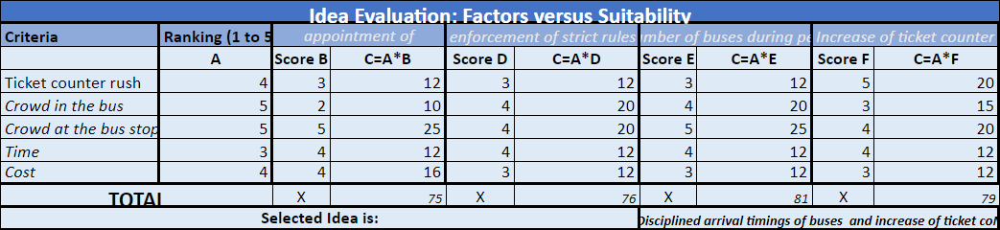 Idea Evaluation: Factors versus Suitability
Criteria Ranking (1 to 5 appointment of enforcement of strict rules mber of buses during pe Increase of ticket counter
A Score B C=A*B Score D C=A*D Score E C=A*E Score F C=A*F
Ticket counter rush 4 3 12 3 12 3 12 5 20
Crowd in the bus 5 2 10 4 20 4 20 3 15
Crowd at the bus stop 5 5 25 4 20 5 25 4 20
Time 3 4 12 4 12 4 12 4 12
Cost 4 4 16 3 12 3 12 3 12
TOTAL X 75 X 76 X 81 X 79
Selected Idea is: Disciplined arrival timings of buses and increase of ticket co